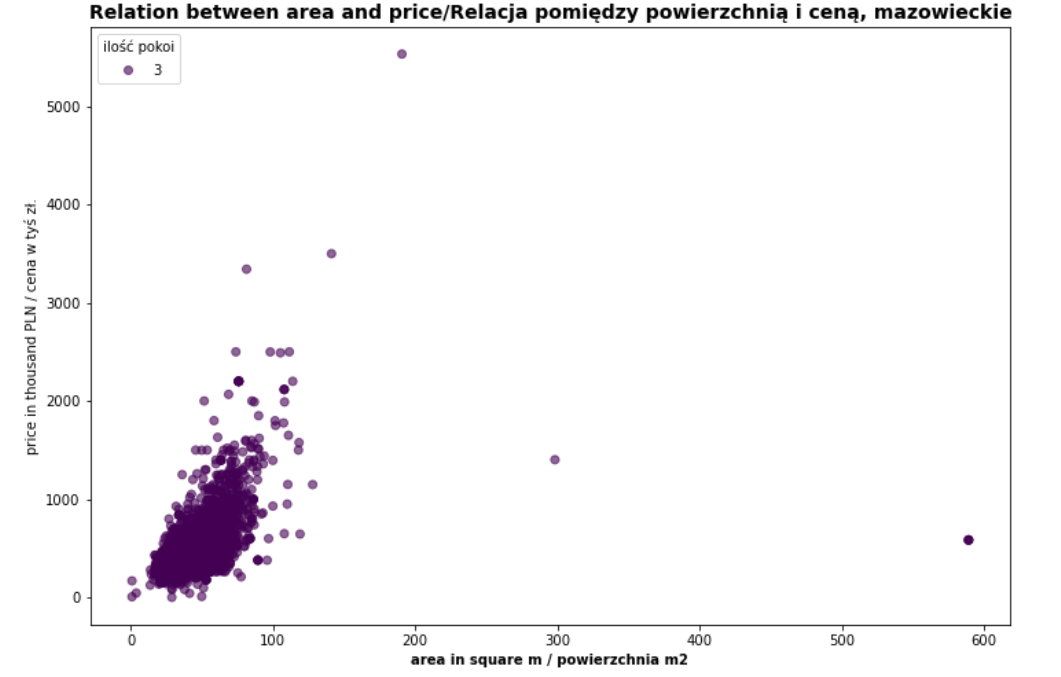 Relation between area and price/Relacja pomiędzy powierzchnią i ceną, mazowieckie
ilość pokoi
3
5000
4000
3000
2000
1000
0
price in thousand PLN / cena w tyś zł.
0 100 200 300 400 500 600
area in square m / powierzchnia m2